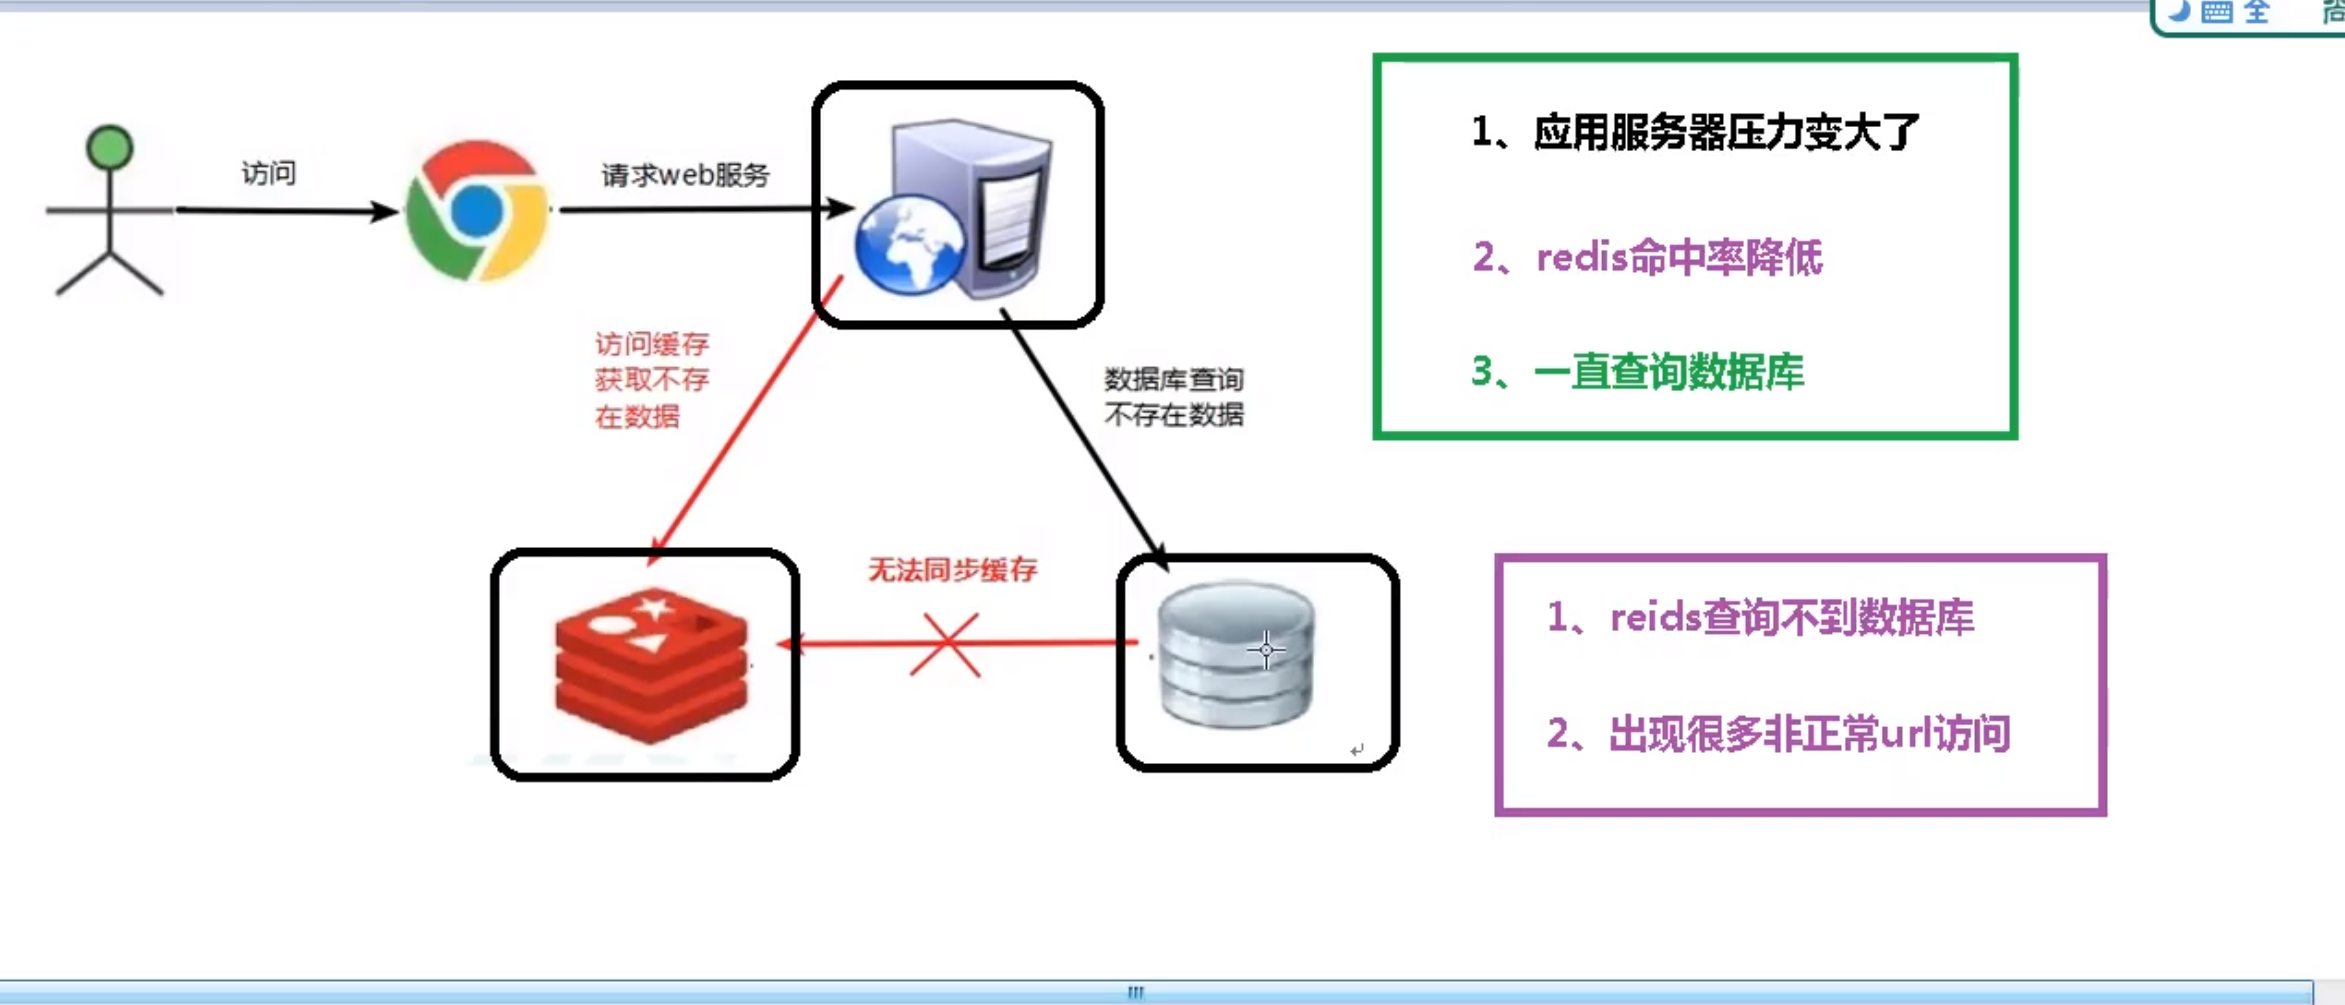 全
访问
请求web服务
访问缓存
获取不存
在数据
数据库查询
不存在数据
无法同步缓存
1、应用服务器压力变大了
2、redis命中率降低
3、一直查询数据库
1、reids查询不到数据库
2、出现很多非正常url访问